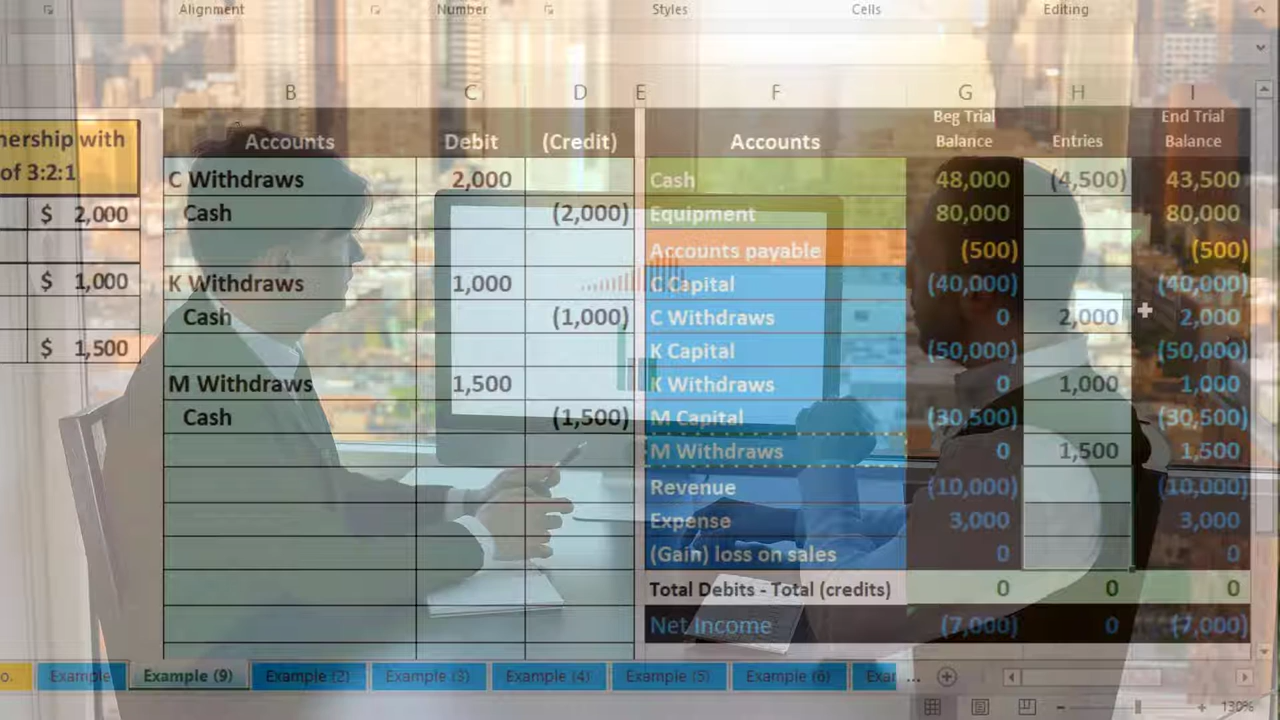 Alignment Number Styles Cells Editing
B C D E F G H I
nership with
of 3:2:1
$ 2,000
$ 1,000
$ 1,500
Accounts Debit (Credit)
C Withdraws 2,000
Cash (2,000)
K Withdraws 1,000
Cash (1,000)
M Withdraws 1,500
Cash (1,500)
Accounts Beg Trial Balance Entries End Trial Balance
Cash 48,000 (4,500) 43,500
Equipment 80,000 80,000
Accounts payable (500) (500)
C Capital (40,000) (40,000)
C Withdraws 0 2,000 2,000
K Capital (50,000) (50,000)
K Withdraws 0 1,000 1,000
M Capital (30,500) (30,500)
M Withdraws 0 1,500 1,500
Revenue (10,000) (10,000)
Expense 3,000 3,000
(Gain) loss on sales 0 0
Total Debits - Total (credits) 0 0 0
Net Income (7,000) 0 (7,000)
o. Example Example (9) Example (2) Example (3) Example (4) Example (5) Example (6) Exar ...
130%